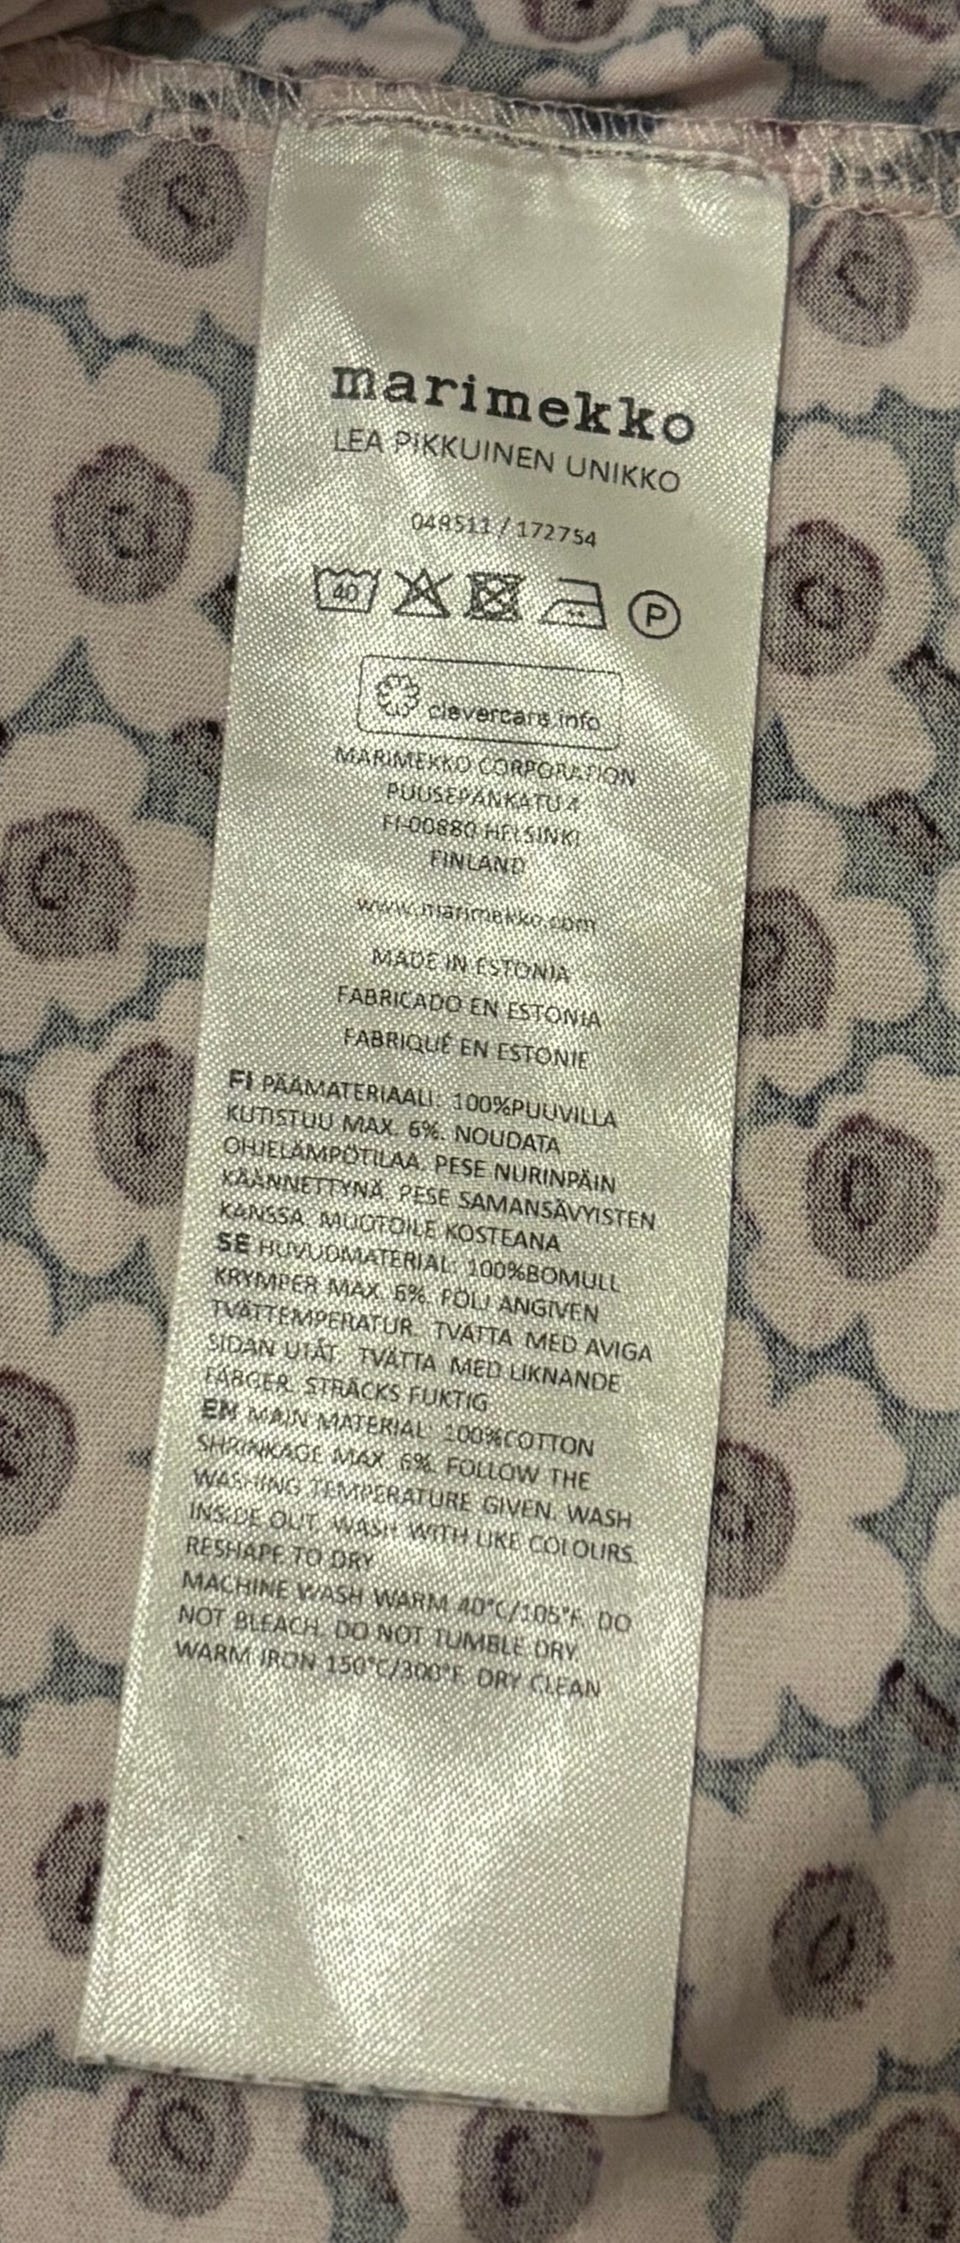 marimekko
LEA PIKKUINEN UNIKKO
048511 / 172754
40
P
clevercare.info
MARIMEKKO CORPORATION
PUUSEPÄNKATU 4
FI-00880 HELSINKI
FINLAND
www.marimekko.com
MADE IN ESTONIA
FABRICADO EN ESTONIA
FABRIQUÉ EN ESTONIE
FI PÄÄMATERIAALI: 100%PUUVILLA
KUTISTUU MAX. 6%. NOUDATA
OHJELÄMPÖTILAA. PESE NURINPÄIN
KÄÄNNETTYNÄ. PESE SAMANSÄVYISTEN
KANSSA. MUOTOILE KOSTEANA
SE HUVUDMATERIAL: 100%BOMULL
KRYMPER MAX. 6%. FÖLJ ANGIVEN
TVÄTTEMPERATUR. TVÄTTA MED AVIGA
SIDAN UTÅT. TVÄTTA MED LIKNANDE
FÄRGER. STRÄCKS FUKTIG
EN MAIN MATERIAL: 100%COTTON
SHRINKAGE MAX. 6%. FOLLOW THE
WASHING TEMPERATURE GIVEN. WASH
INSIDE OUT. WASH WITH LIKE COLOURS.
RESHAPE TO DRY
MACHINE WASH WARM 40°C/105°F. DO
NOT BLEACH. DO NOT TUMBLE DRY.
WARM IRON 150°C/300°F. DRY CLEAN